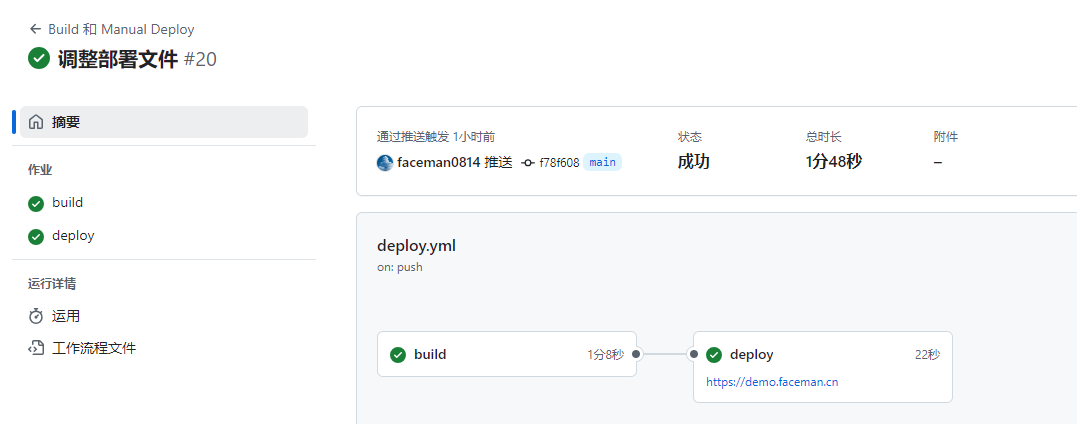 ← Build 和 Manual Deploy
调整部署文件 #20
摘要
作业
build
deploy
运行详情
运用
工作流程文件
通过推送触发 1小时前
faceman0814 推送 f78f608 main
状态
成功
总时长
1分48秒
附件
–
deploy.yml
on: push
build 1分8秒
deploy 22秒
https://demo.faceman.cn